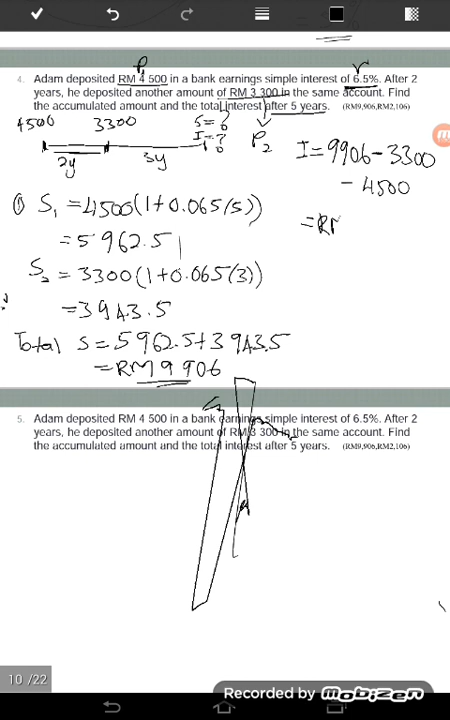 4. Adam deposited RM 4 500 in a bank earnings simple interest of 6.5%. After 2
years, he deposited another amount of RM 3 300 in the same account. Find
the accumulated amount and the total interest after 5 years. (RM9,906,RM2,106)
P1
r
4500 3300
S = ?
I = ?
P2
2y 3y
I = 9906 - 3300
- 4500
= RM
① S1 = 4500(1+0.065(5))
= 5962.5
S2 = 3300(1+0.065(3))
= 3943.5
Total S = 5962.5 + 3943.5
= RM 9 906
5. Adam deposited RM 4 500 in a bank earnings simple interest of 6.5%. After 2
years, he deposited another amount of RM 3 300 in the same account. Find
the accumulated amount and the total interest after 5 years. (RM9,906,RM2,106)
10 /22
Recorded by Mobizen